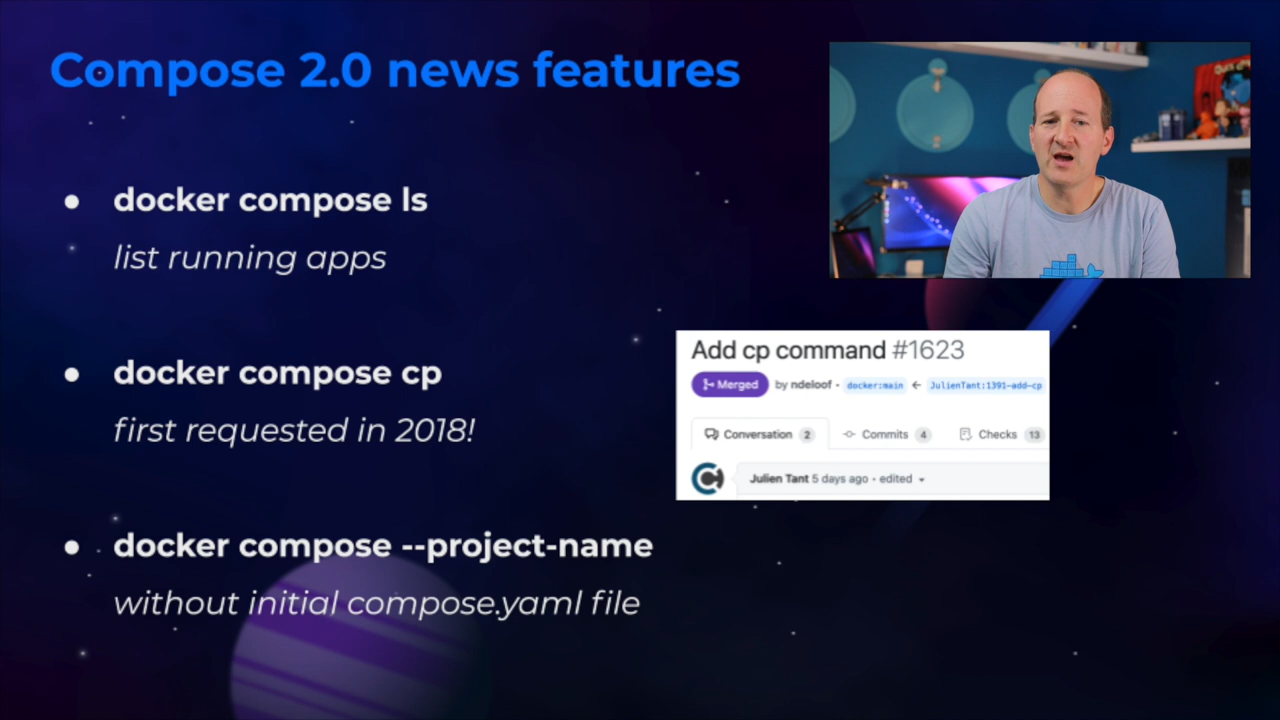 Compose 2.0 news features
docker compose ls
list running apps
docker compose cp
first requested in 2018!
docker compose --project-name
without initial compose.yaml file
Add cp command #1623
Merged by ndeloof · docker:main ← JulienTant:1391-add-cp
Conversation 2 Commits 4 Checks 13
Julien Tant 5 days ago · edited